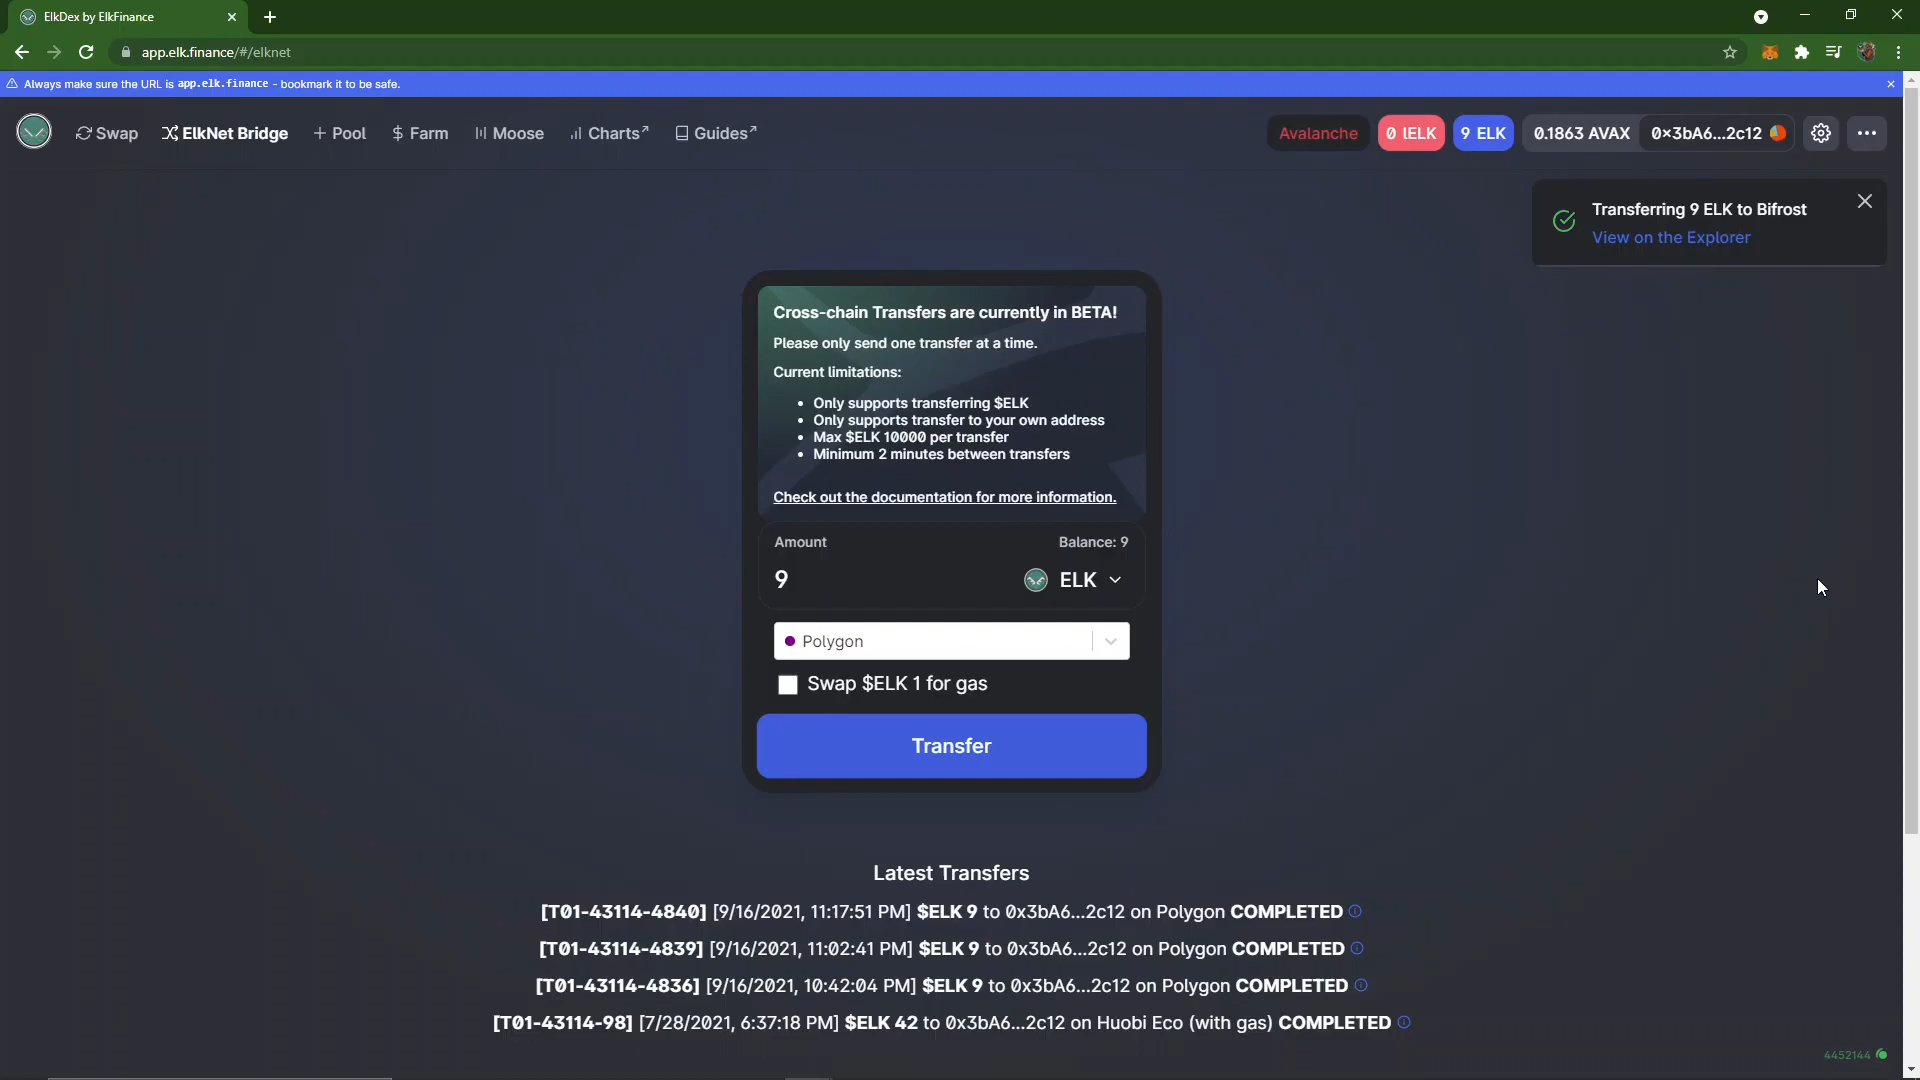 ElkDex by ElkFinance
app.elk.finance/#/elknet
Always make sure the URL is app.elk.finance - bookmark it to be safe.
Swap
ElkNet Bridge
Pool
Farm
Moose
Charts↗
Guides↗
Avalanche
0 lELK
9 ELK
0.1863 AVAX
0×3bA6...2c12
Transferring 9 ELK to Bifrost
View on the Explorer
Cross-chain Transfers are currently in BETA!
Please only send one transfer at a time.
Current limitations:
• Only supports transferring $ELK
• Only supports transfer to your own address
• Max $ELK 10000 per transfer
• Minimum 2 minutes between transfers
Check out the documentation for more information.
Amount
Balance: 9
9
ELK
Polygon
Swap $ELK 1 for gas
Transfer
Latest Transfers
[T01-43114-4840] [9/16/2021, 11:17:51 PM] $ELK 9 to 0x3bA6...2c12 on Polygon COMPLETED
[T01-43114-4839] [9/16/2021, 11:02:41 PM] $ELK 9 to 0x3bA6...2c12 on Polygon COMPLETED
[T01-43114-4836] [9/16/2021, 10:42:04 PM] $ELK 9 to 0x3bA6...2c12 on Polygon COMPLETED
[T01-43114-98] [7/28/2021, 6:37:18 PM] $ELK 42 to 0x3bA6...2c12 on Huobi Eco (with gas) COMPLETED
4452144